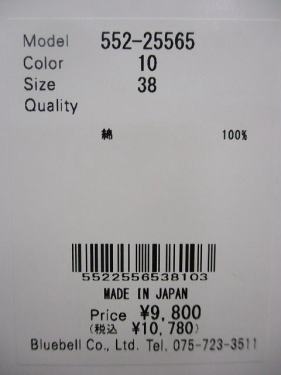 Model 552-25565
Color 10
Size 38
Quality
綿 100%
5522556538103
MADE IN JAPAN
Price ¥9,800
(税込 ¥10,780)
Bluebell Co., Ltd. Tel. 075-723-3511